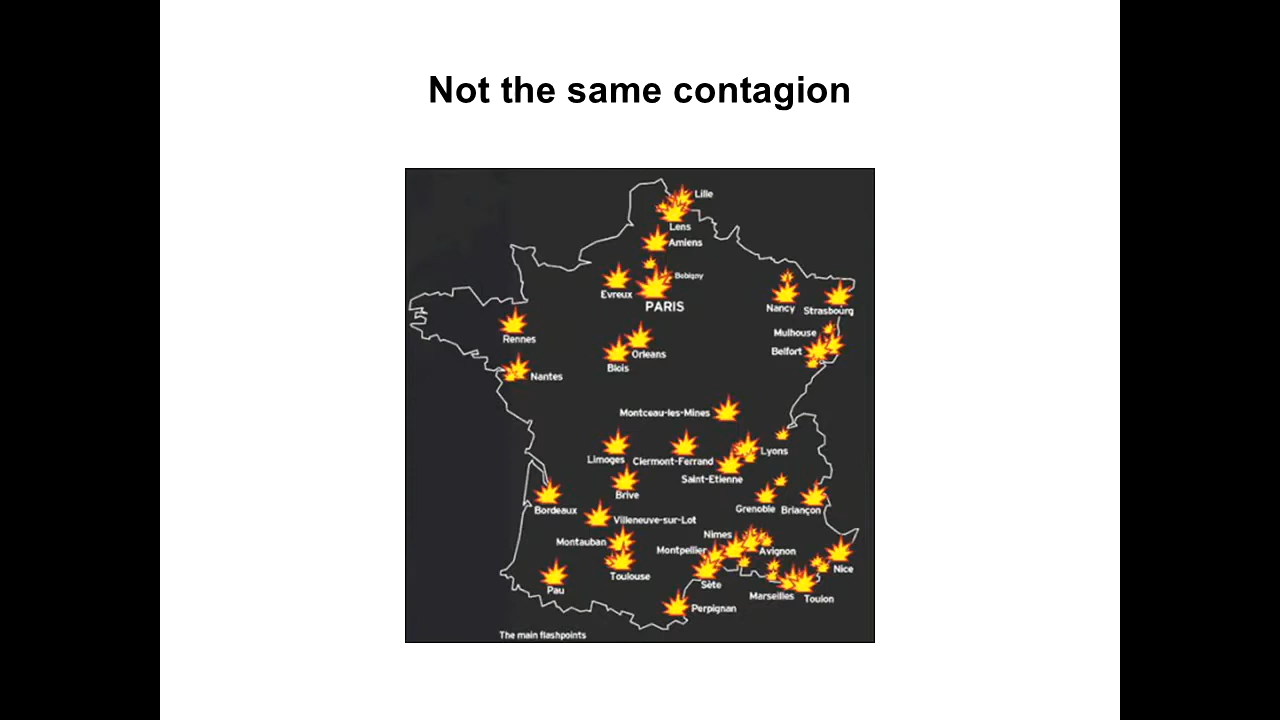 Not the same contagion
Lille
Lens
Amiens
Bobigny
Evreux
PARIS
Nancy
Strasbourg
Rennes
Mulhouse
Belfort
Orleans
Blois
Nantes
Montceau-les-Mines
Lyons
Limoges
Clermont-Ferrand
Saint-Etienne
Brive
Bordeaux
Grenoble
Briançon
Villeneuve-sur-Lot
Nimes
Montauban
Montpellier
Avignon
Nice
Toulouse
Sète
Pau
Marseilles
Toulon
Perpignan
The main flashpoints